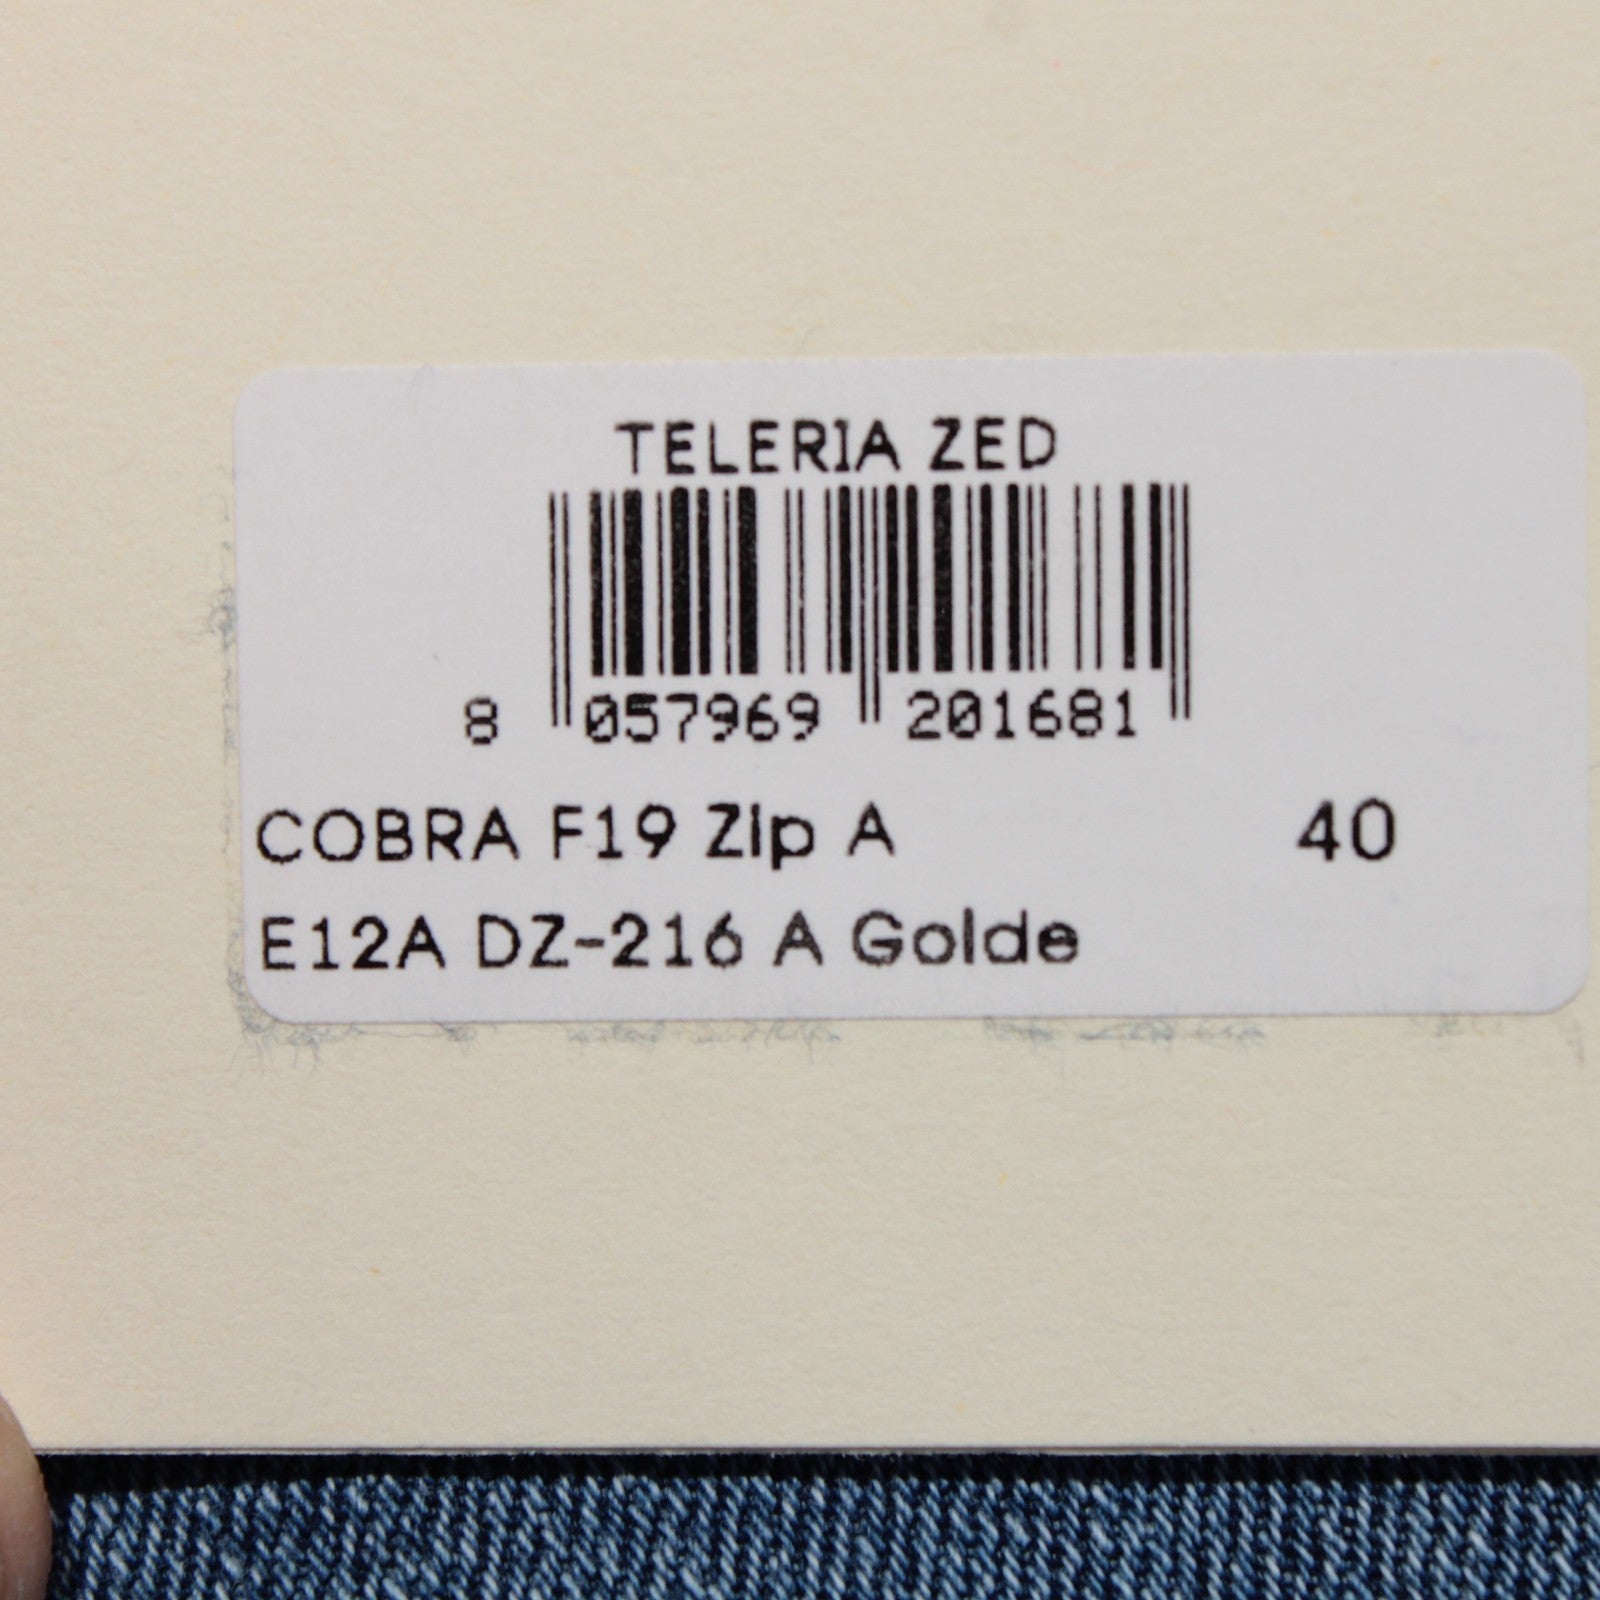 TELERIA ZED
8 057969 201681
COBRA F19 Zip A 40
E12A DZ-216 A Golde